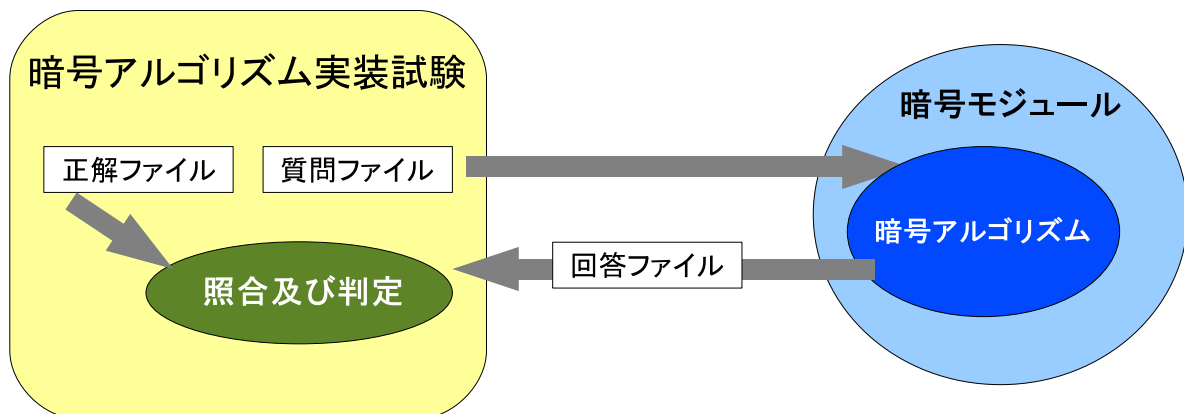 暗号アルゴリズム実装試験
暗号モジュール
正解ファイル
質問ファイル
暗号アルゴリズム
回答ファイル
照合及び判定